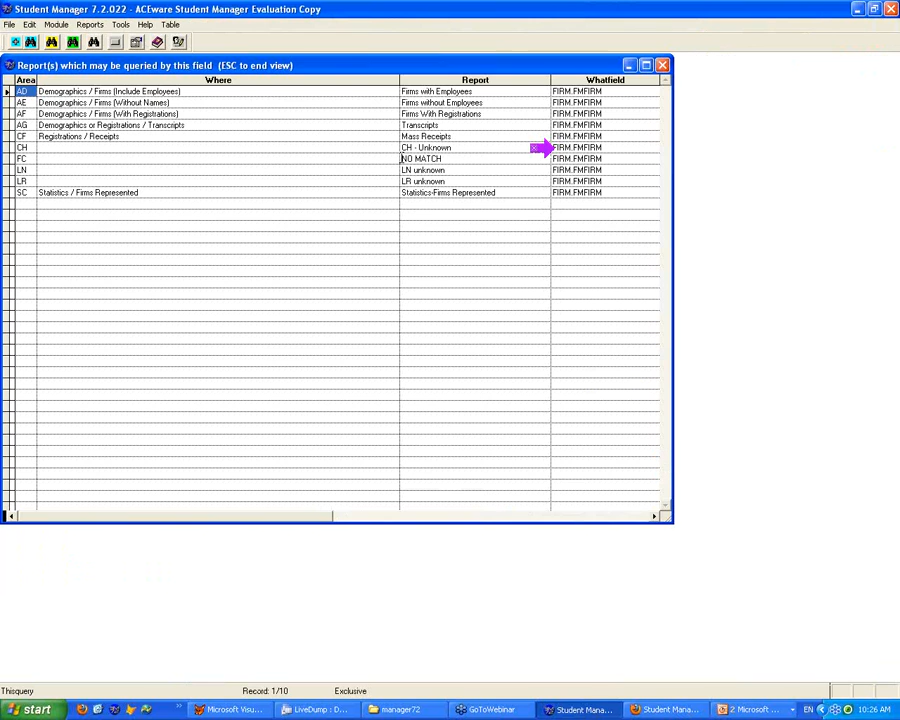 Student Manager 7.2.022 - ACEware Student Manager Evaluation Copy
File Edit Module Reports Tools Help Table
Report(s) which may be queried by this field (ESC to end view)
Area Where Report Whatfield
AD Demographics / Firms (Include Employees) Firms with Employees FIRM.FMFIRM
AE Demographics / Firms (Without Names) Firms without Employees FIRM.FMFIRM
AF Demographics / Firms (With Registrations) Firms With Registrations FIRM.FMFIRM
AG Demographics or Registrations / Transcripts Transcripts FIRM.FMFIRM
CF Registrations / Receipts Mass Receipts FIRM.FMFIRM
CH CH - Unknown FIRM.FMFIRM
FC NO MATCH FIRM.FMFIRM
LN LN unknown FIRM.FMFIRM
LR LR unknown FIRM.FMFIRM
SC Statistics / Firms Represented Statistics-Firms Represented FIRM.FMFIRM
Thisquery Record: 1/10 Exclusive
start Microsoft Visu... LiveDump : D... manager72 GoToWebinar Student Mana... Student Mana... 2 Microsoft ... EN 10:26 AM